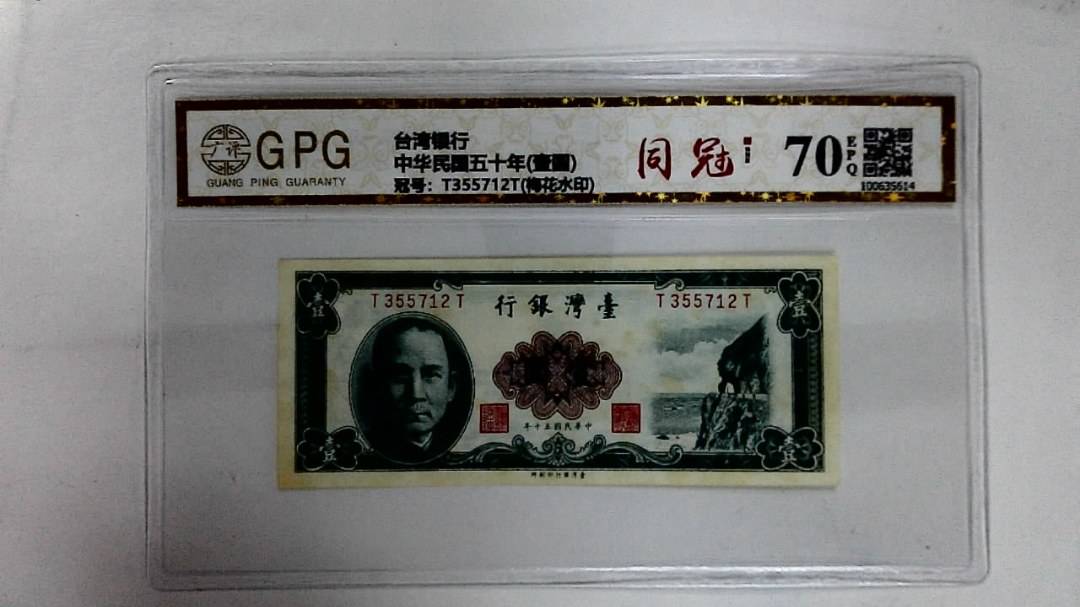 GPG
GUANG PING GUARANTY
台湾银行
中华民国五十年(壹圆)
冠号：T355712T(梅花水印)
同冠
70
EPQ
100635614
T355712T
行銀灣臺
T355712T
壹
壹
年十五國民華中
壹
壹